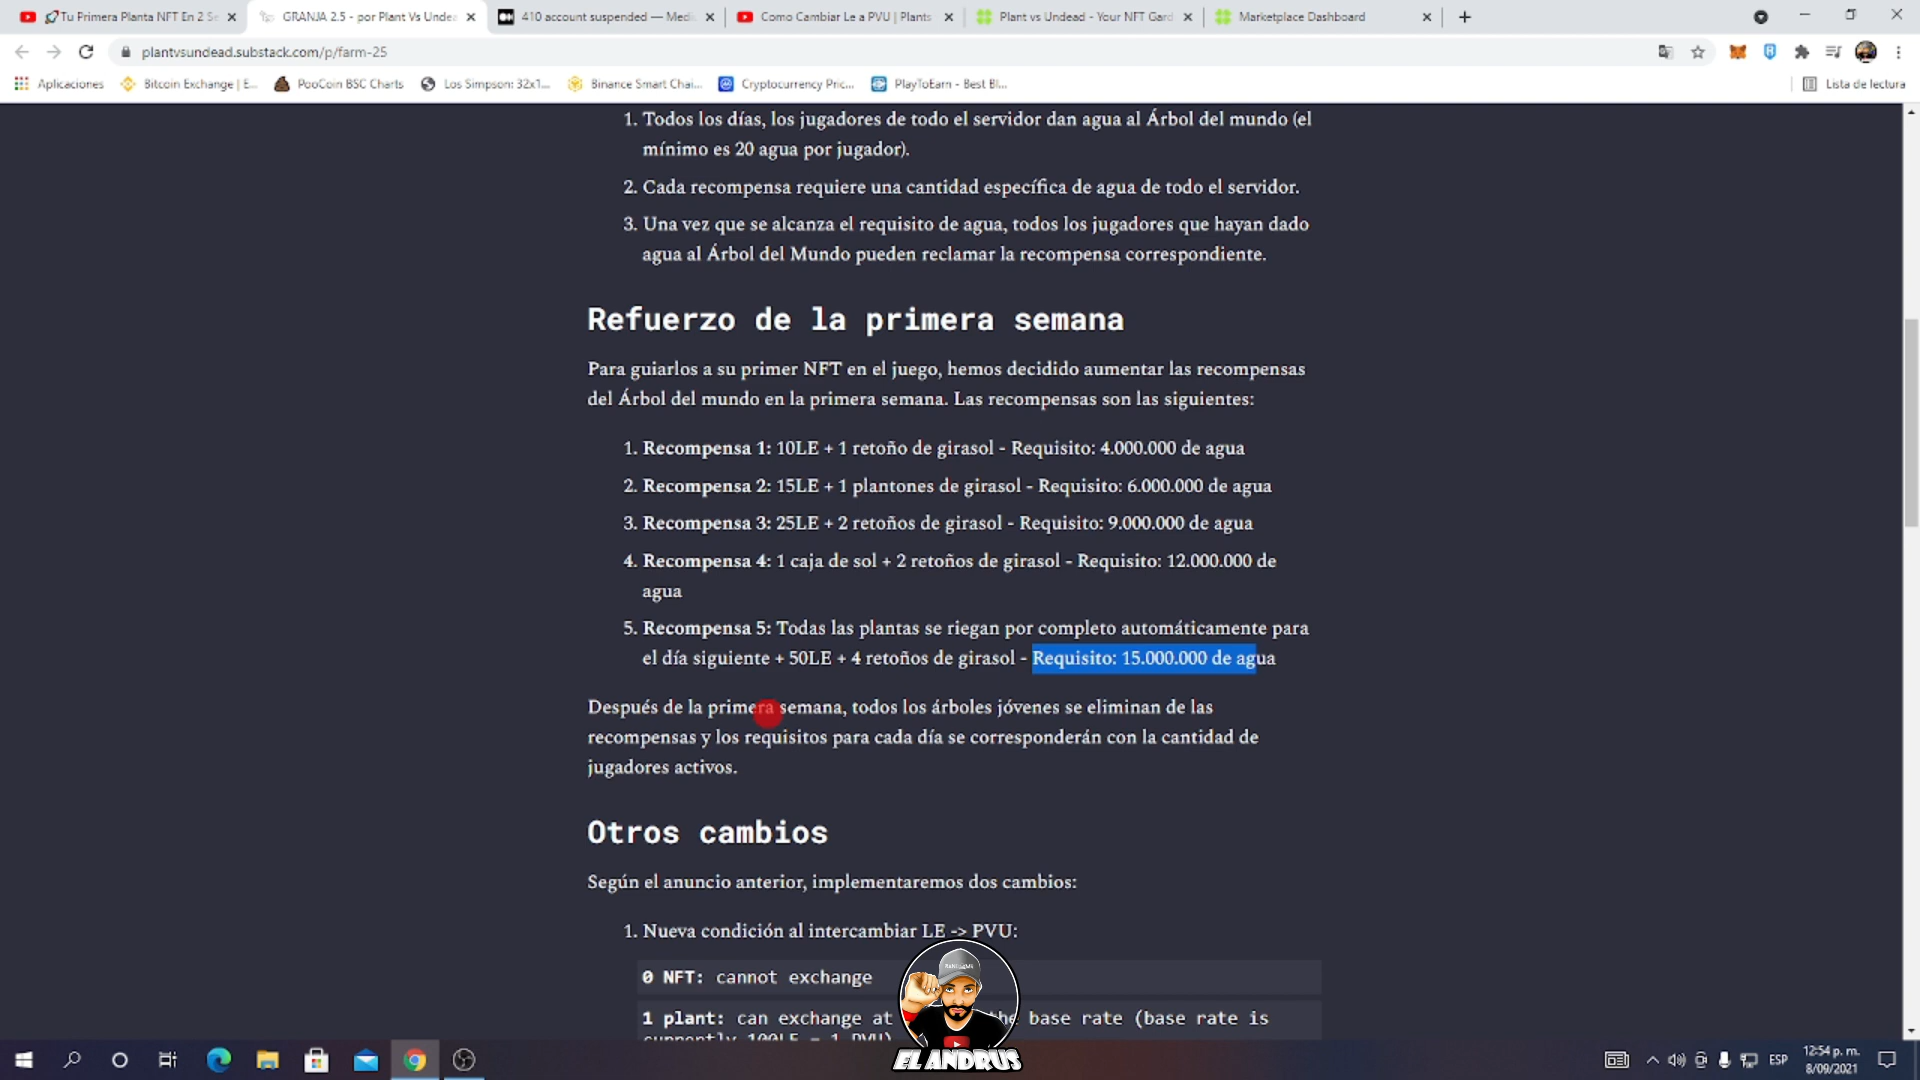 Tu Primera Planta NFT En 2 Se
GRANJA 2.5 - por Plant Vs Undea
410 account suspended — Medi
Como Cambiar Le a PVU | Plants
Plant vs Undead - Your NFT Gard
Marketplace Dashboard
plantvsundead.substack.com/p/farm-25
Aplicaciones
Bitcoin Exchange | E...
PooCoin BSC Charts
Los Simpson: 32x1...
Binance Smart Chai...
Cryptocurrency Pric...
PlayToEarn - Best Bl...
Lista de lectura
1. Todos los días, los jugadores de todo el servidor dan agua al Árbol del mundo (el
mínimo es 20 agua por jugador).
2. Cada recompensa requiere una cantidad específica de agua de todo el servidor.
3. Una vez que se alcanza el requisito de agua, todos los jugadores que hayan dado
agua al Árbol del Mundo pueden reclamar la recompensa correspondiente.
Refuerzo de la primera semana
Para guiarlos a su primer NFT en el juego, hemos decidido aumentar las recompensas
del Árbol del mundo en la primera semana. Las recompensas son las siguientes:
1. Recompensa 1: 10LE + 1 retoño de girasol - Requisito: 4.000.000 de agua
2. Recompensa 2: 15LE + 1 plantones de girasol - Requisito: 6.000.000 de agua
3. Recompensa 3: 25LE + 2 retoños de girasol - Requisito: 9.000.000 de agua
4. Recompensa 4: 1 caja de sol + 2 retoños de girasol - Requisito: 12.000.000 de
agua
5. Recompensa 5: Todas las plantas se riegan por completo automáticamente para
el día siguiente + 50LE + 4 retoños de girasol - Requisito: 15.000.000 de agua
Después de la primera semana, todos los árboles jóvenes se eliminan de las
recompensas y los requisitos para cada día se corresponderán con la cantidad de
jugadores activos.
Otros cambios
Según el anuncio anterior, implementaremos dos cambios:
1. Nueva condición al intercambiar LE -> PVU:
0 NFT: cannot exchange
1 plant: can exchange at the base rate (base rate is
currently 100LE = 1 PVU)
EL ANDRUS
ESP
12:54 p. m.
8/09/2021